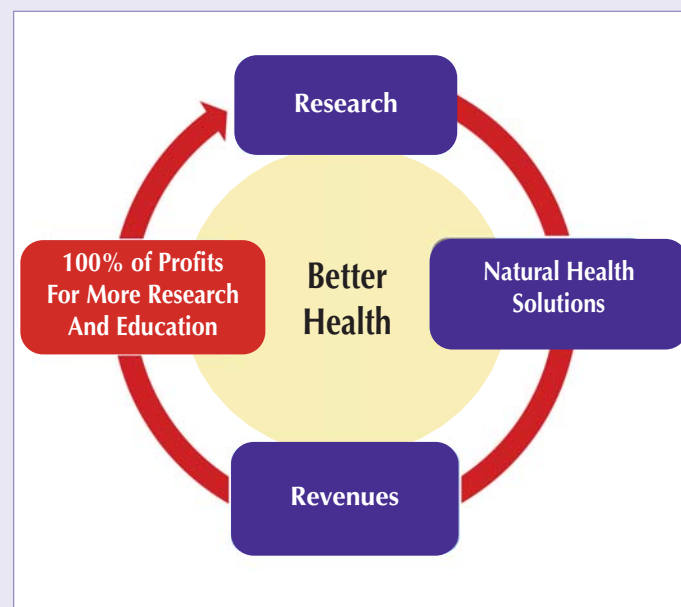 Research
Natural Health
Solutions
Revenues
100% of Profits
For More Research
And Education
Better
Health